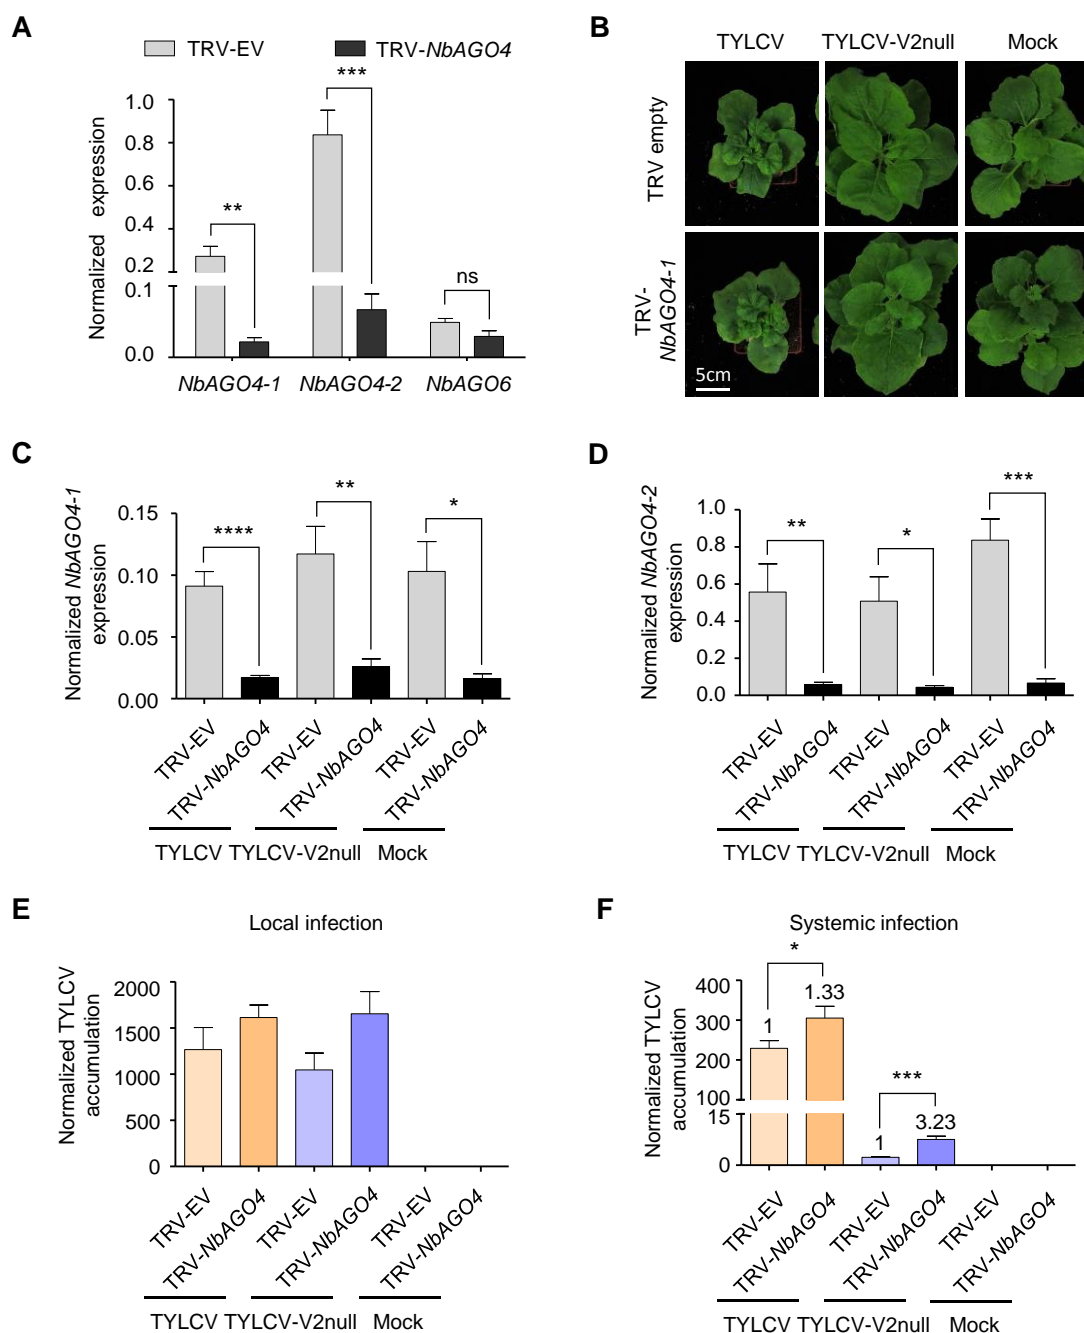 A
TRV-EV
TRV-NbAGO4
Normalized expression
1.0
0.8
0.6
0.4
0.2
0.1
0.0
**
***
ns
NbAGO4-1
NbAGO4-2
NbAGO6
B
TYLCV
TYLCV-V2null
Mock
TRV empty
TRV-
NbAGO4-1
5cm
C
Normalized NbAGO4-1
expression
0.15
0.10
0.05
0.00
****
**
*
TRV-EV
TRV-NbAGO4
TRV-EV
TRV-NbAGO4
TRV-EV
TRV-NbAGO4
TYLCV
TYLCV-V2null
Mock
D
Normalized NbAGO4-2
expression
1.0
0.8
0.6
0.4
0.2
0.0
**
*
***
TRV-EV
TRV-NbAGO4
TRV-EV
TRV-NbAGO4
TRV-EV
TRV-NbAGO4
TYLCV
TYLCV-V2null
Mock
E
Local infection
Normalized TYLCV
accumulation
2000
1500
1000
500
0
TRV-EV
TRV-NbAGO4
TRV-EV
TRV-NbAGO4
TRV-EV
TRV-NbAGO4
TYLCV
TYLCV-V2null
Mock
F
Systemic infection
Normalized TYLCV
accumulation
400
300
200
100
15
0
*
1
1.33
***
1
3.23
TRV-EV
TRV-NbAGO4
TRV-EV
TRV-NbAGO4
TRV-EV
TRV-NbAGO4
TYLCV
TYLCV-V2null
Mock